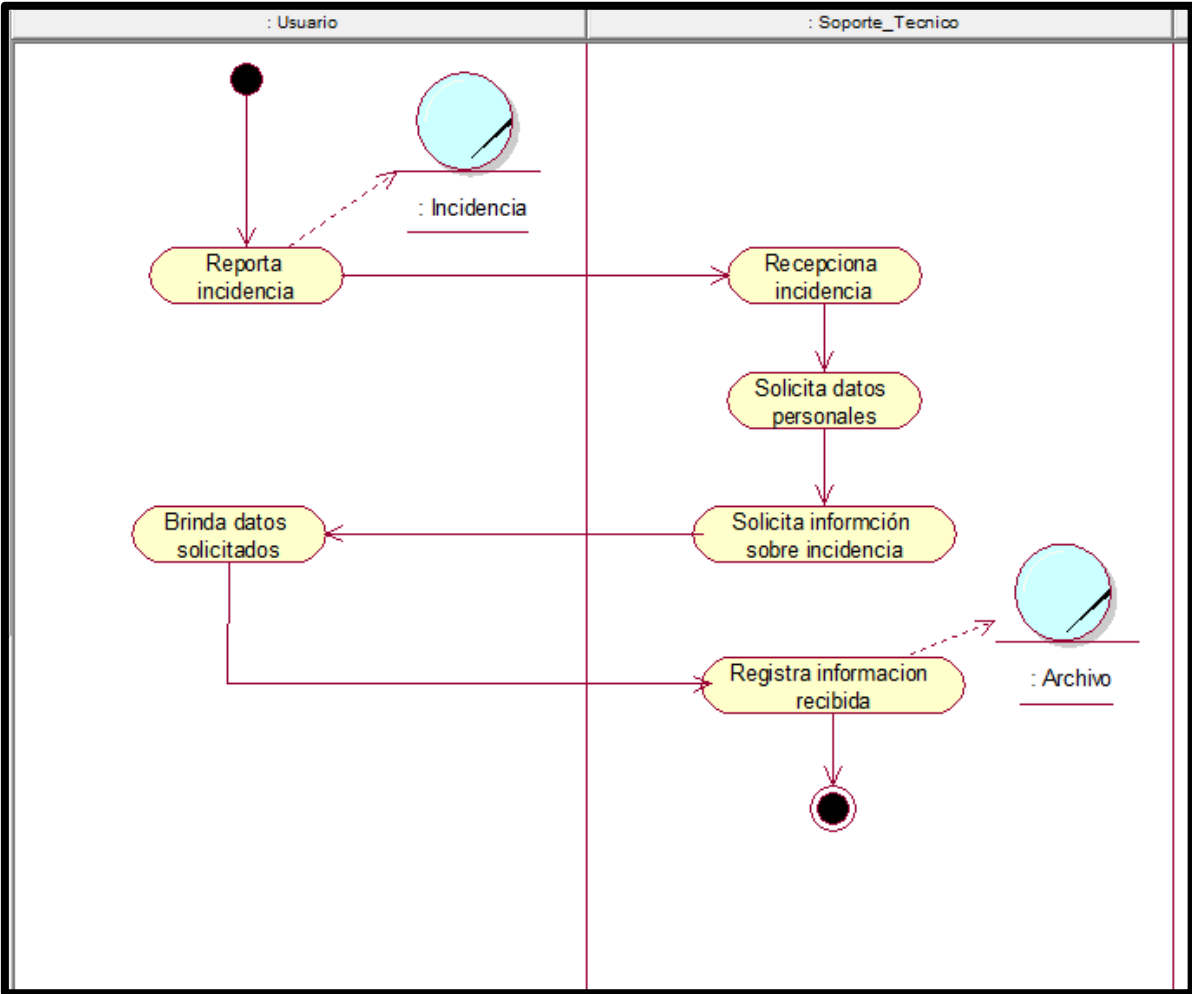 : Usuario
: Soporte_Tecnico
: Incidencia
Reporta
incidencia
Recepciona
incidencia
Solicita datos
personales
Brinda datos
solicitados
Solicita informción
sobre incidencia
Registra informacion
recibida
: Archivo